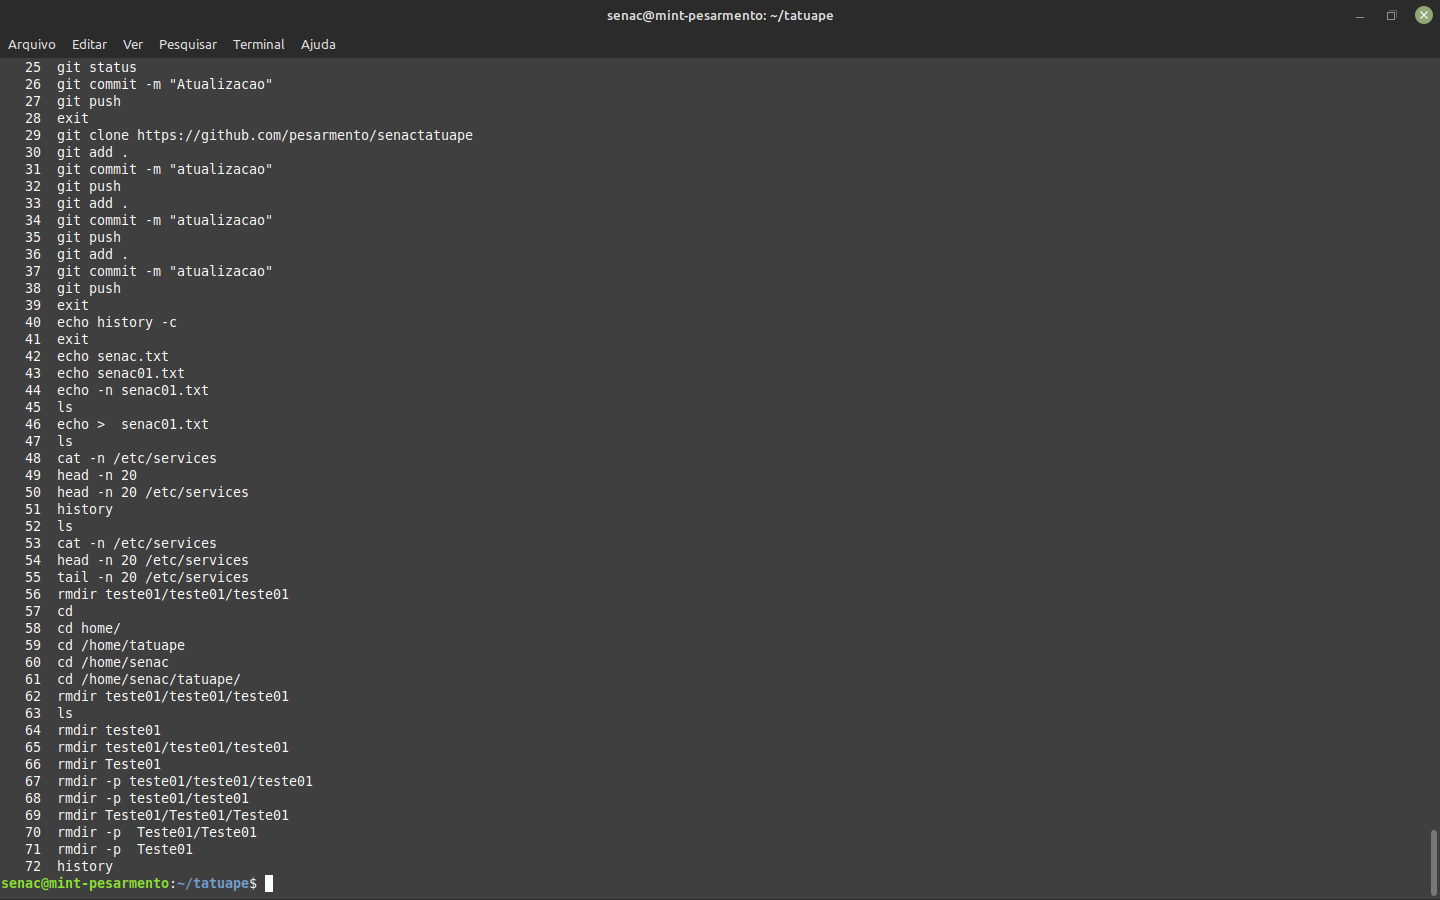 senac@mint-pesarmento: ~/tatuape
Arquivo Editar Ver Pesquisar Terminal Ajuda
25 git status
26 git commit -m "Atualizacao"
27 git push
28 exit
29 git clone https://github.com/pesarmento/senactatuape
30 git add .
31 git commit -m "atualizacao"
32 git push
33 git add .
34 git commit -m "atualizacao"
35 git push
36 git add .
37 git commit -m "atualizacao"
38 git push
39 exit
40 echo history -c
41 exit
42 echo senac.txt
43 echo senac01.txt
44 echo -n senac01.txt
45 ls
46 echo >  senac01.txt
47 ls
48 cat -n /etc/services
49 head -n 20
50 head -n 20 /etc/services
51 history
52 ls
53 cat -n /etc/services
54 head -n 20 /etc/services
55 tail -n 20 /etc/services
56 rmdir teste01/teste01/teste01
57 cd
58 cd home/
59 cd /home/tatuape
60 cd /home/senac
61 cd /home/senac/tatuape/
62 rmdir teste01/teste01/teste01
63 ls
64 rmdir teste01
65 rmdir teste01/teste01/teste01
66 rmdir Teste01
67 rmdir -p teste01/teste01/teste01
68 rmdir -p teste01/teste01
69 rmdir Teste01/Teste01/Teste01
70 rmdir -p  Teste01/Teste01
71 rmdir -p  Teste01
72 history
senac@mint-pesarmento:~/tatuape$